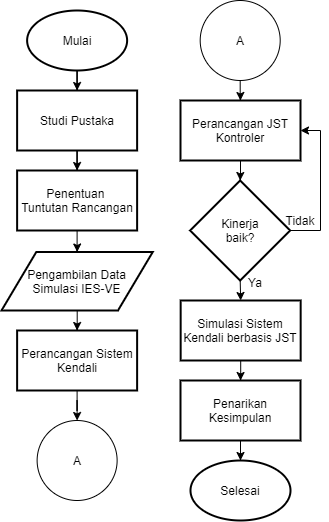 Mulai
Studi Pustaka
Penentuan
Tuntutan Rancangan
Pengambilan Data
Simulasi IES-VE
Perancangan Sistem
Kendali
A
A
Perancangan JST
Kontroler
Kinerja
baik?
Tidak
Ya
Simulasi Sistem
Kendali berbasis JST
Penarikan
Kesimpulan
Selesai